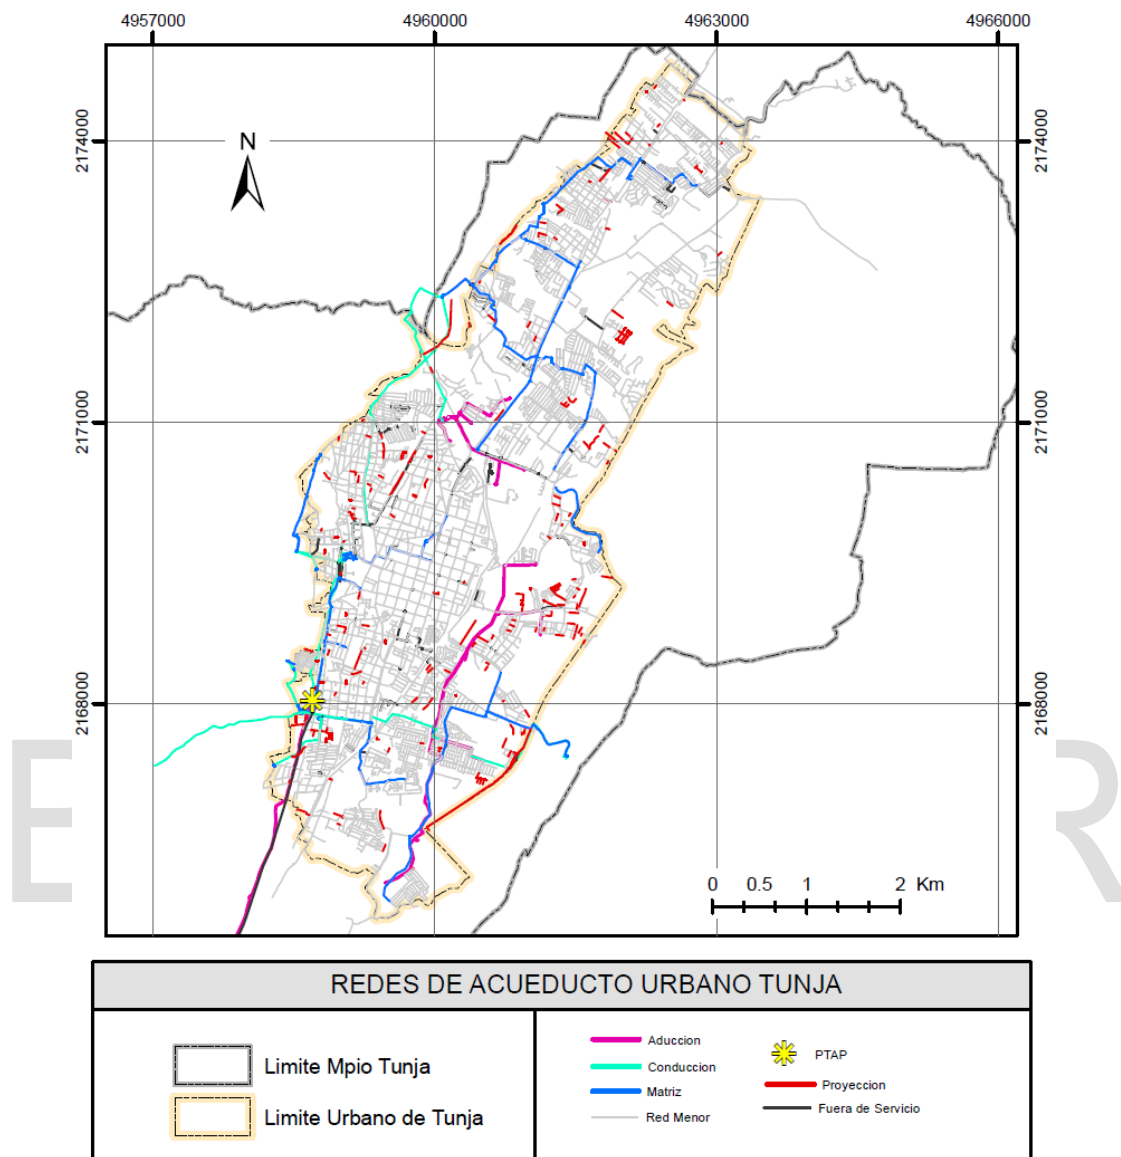 4957000 4960000 4963000 4966000
2174000 2174000
N
2171000 2171000
2168000 2168000
E R
0 0.5 1 2 Km
REDES DE ACUEDUCTO URBANO TUNJA
Limite Mpio Tunja
Limite Urbano de Tunja
Aduccion
Conduccion
Matriz
Red Menor
PTAP
Proyeccion
Fuera de Servicio